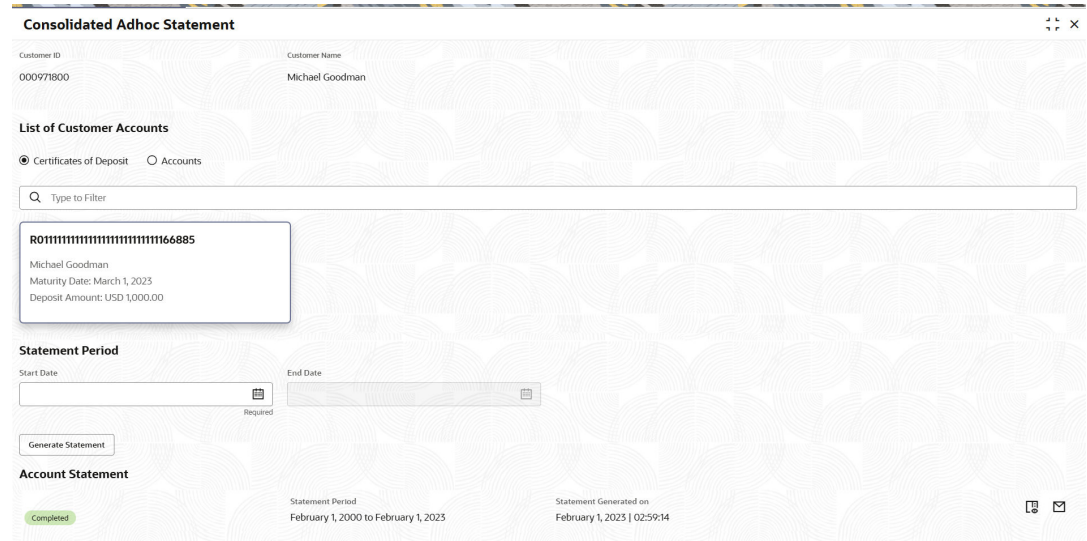 Consolidated Adhoc Statement
Customer ID Customer Name
000971800 Michael Goodman
List of Customer Accounts
Certificates of Deposit Accounts
Type to Filter
Michael Goodman
Maturity Date: March 1, 2023
Deposit Amount: USD 1,000.00
Statement Period
Start Date End Date
Required
Generate Statement
Account Statement
Statement Period Statement Generated on
Completed February 1, 2000 to February 1, 2023 February 1, 2023 | 02:59:14